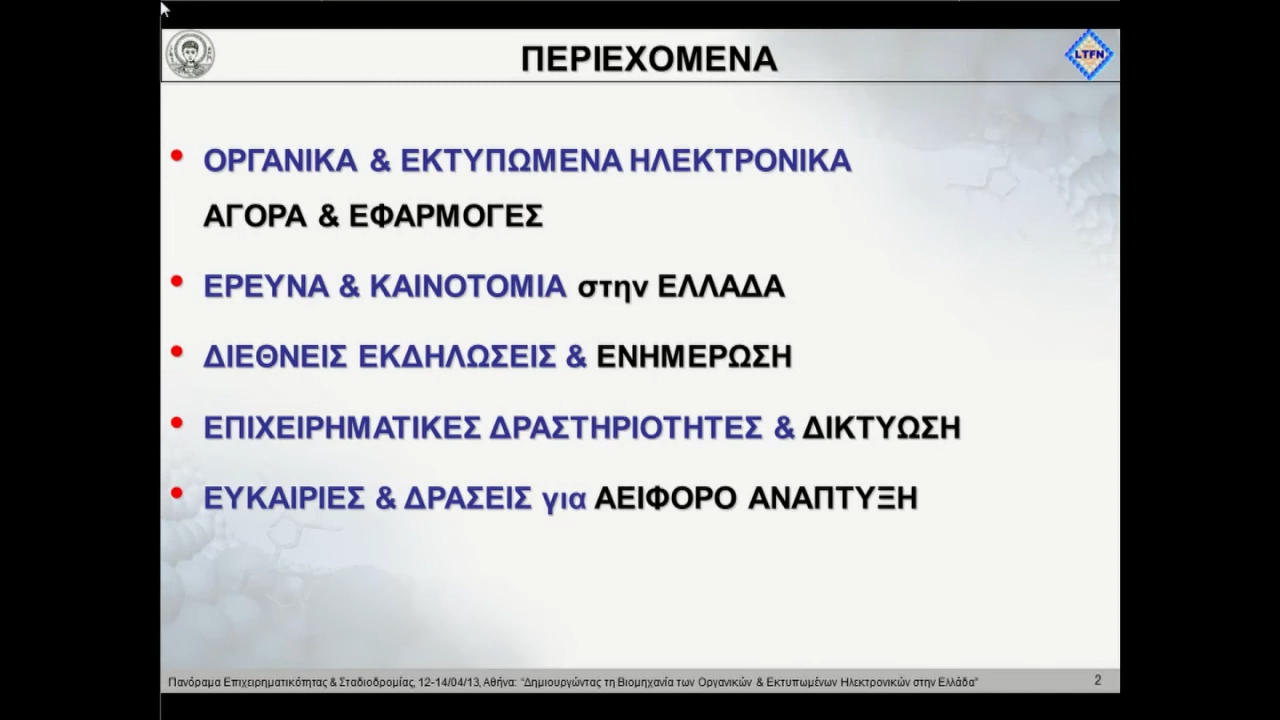 ΠΕΡΙΕΧΟΜΕΝΑ
LTFN
• ΟΡΓΑΝΙΚΑ & ΕΚΤΥΠΩΜΕΝΑ ΗΛΕΚΤΡΟΝΙΚΑ
ΑΓΟΡΑ & ΕΦΑΡΜΟΓΕΣ
• ΕΡΕΥΝΑ & ΚΑΙΝΟΤΟΜΙΑ στην ΕΛΛΑΔΑ
• ΔΙΕΘΝΕΙΣ ΕΚΔΗΛΩΣΕΙΣ & ΕΝΗΜΕΡΩΣΗ
• ΕΠΙΧΕΙΡΗΜΑΤΙΚΕΣ ΔΡΑΣΤΗΡΙΟΤΗΤΕΣ & ΔΙΚΤΥΩΣΗ
• ΕΥΚΑΙΡΙΕΣ & ΔΡΑΣΕΙΣ για ΑΕΙΦΟΡΟ ΑΝΑΠΤΥΞΗ
Πανόραμα Επιχειρηματικότητας & Σταδιοδρομίας, 12-14/04/13, Αθήνα: “Δημιουργώντας τη Βιομηχανία των Οργανικών & Εκτυπωμένων Ηλεκτρονικών στην Ελλάδα”
2